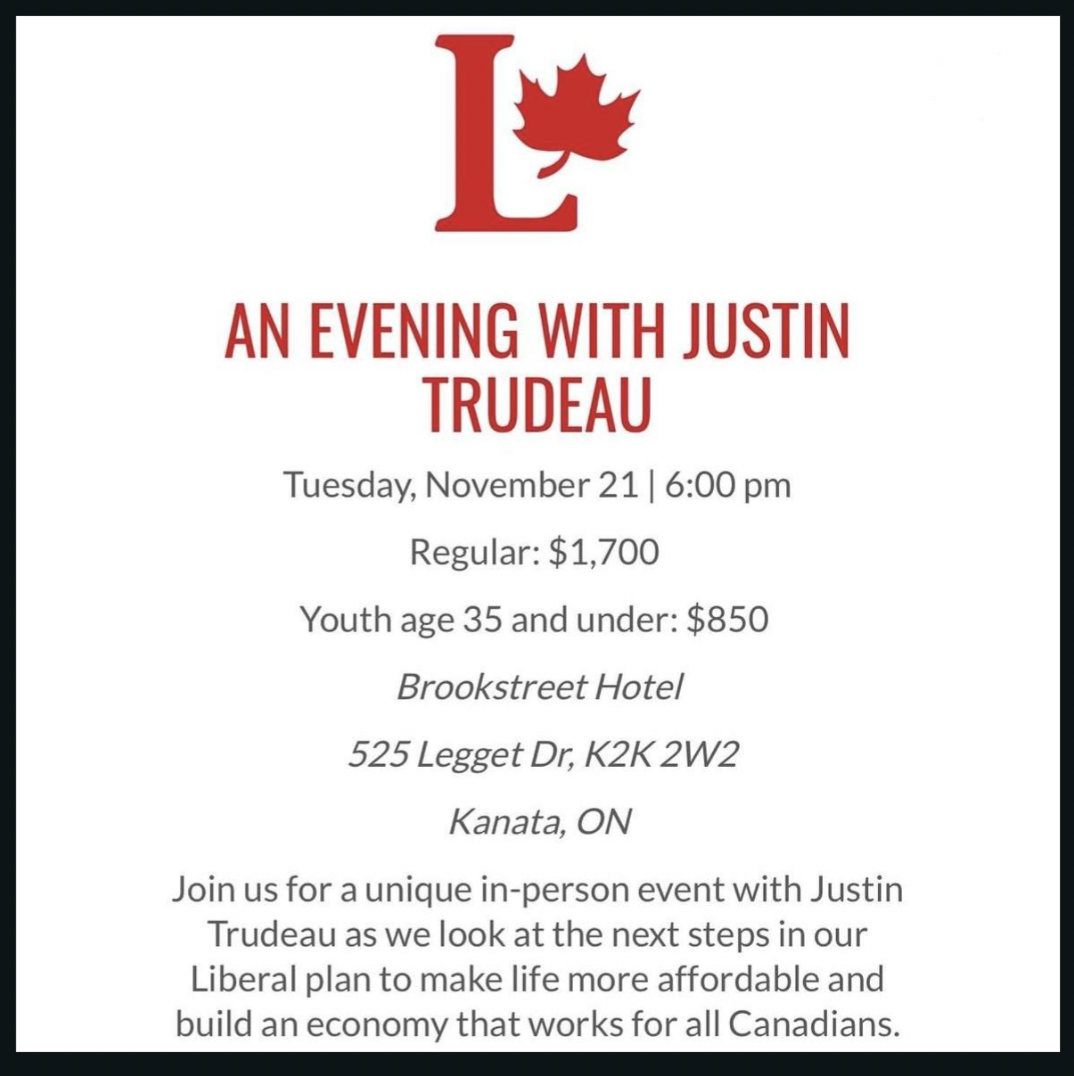 L
AN EVENING WITH JUSTIN
TRUDEAU
Tuesday, November 21 | 6:00 pm
Regular: $1,700
Youth age 35 and under: $850
Brookstreet Hotel
525 Legget Dr, K2K 2W2
Kanata, ON
Join us for a unique in-person event with Justin
Trudeau as we look at the next steps in our
Liberal plan to make life more affordable and
build an economy that works for all Canadians.